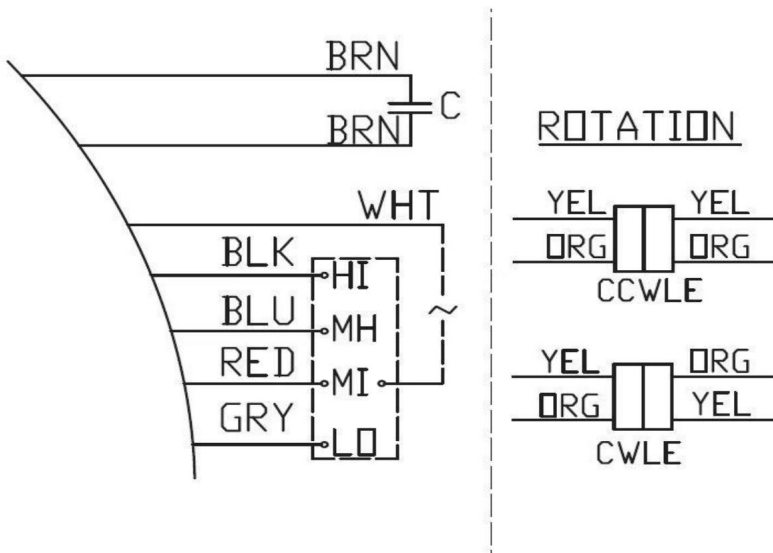 BRN
C
BRN
WHT
BLK
HI
BLU
MH
RED
MI
GRY
LO
ROTATION
YEL YEL
ORG ORG
CCWLE
YEL ORG
ORG YEL
CWLE